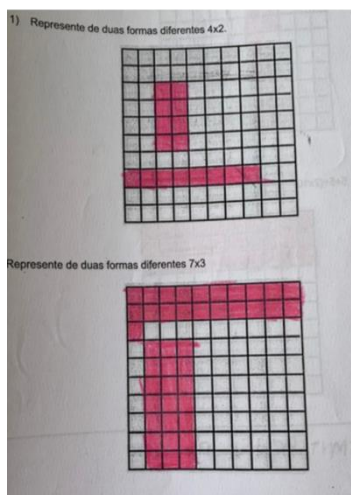 1) Represente de duas formas diferentes 4x2.
Represente de duas formas diferentes 7x3